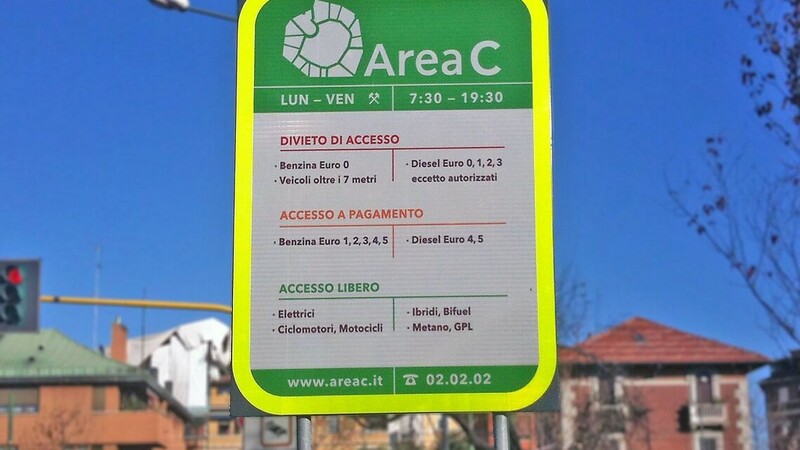 Area C
LUN – VEN ⚒ 7:30 – 19:30
DIVIETO DI ACCESSO
· Benzina Euro 0
· Veicoli oltre i 7 metri
· Diesel Euro 0, 1, 2, 3
eccetto autorizzati
ACCESSO A PAGAMENTO
· Benzina Euro 1, 2, 3, 4, 5
· Diesel Euro 4, 5
ACCESSO LIBERO
· Elettrici
· Ciclomotori, Motocicli
· Ibridi, Bifuel
· Metano, GPL
www.areac.it ☎ 02.02.02